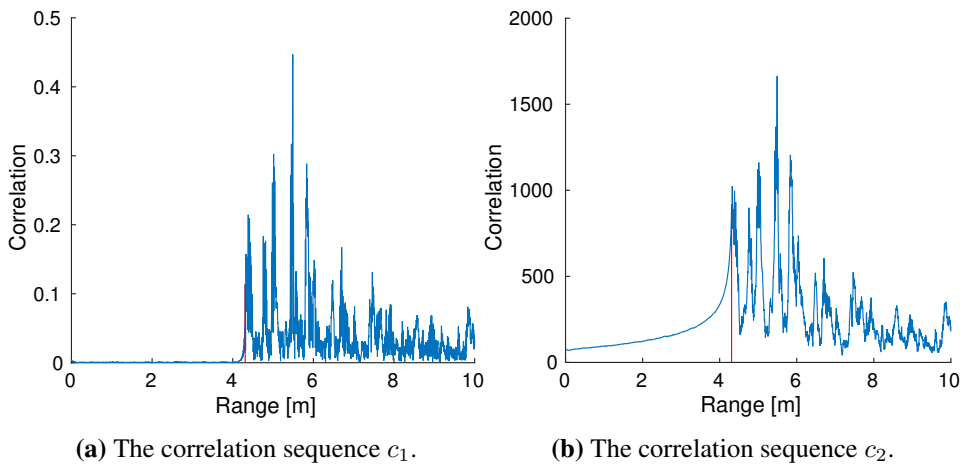 0.5
0.4
0.3
0.2
0.1
0
Correlation
0 2 4 6 8 10
Range [m]
(a) The correlation sequence c₁.
2000
1500
1000
500
0
Correlation
0 2 4 6 8 10
Range [m]
(b) The correlation sequence c₂.